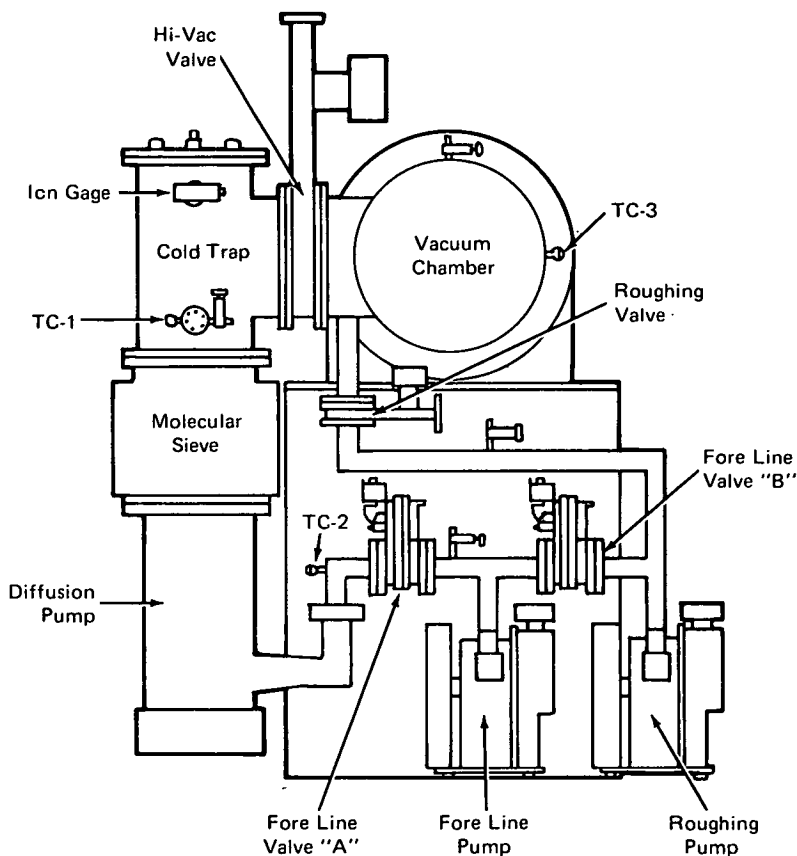 Hi-Vac
Valve
Icn Gage
Cold Trap
TC-1
Vacuum
Chamber
TC-3
Roughing
Valve
Molecular
Sieve
Fore Line
Valve "B"
TC-2
Diffusion
Pump
Fore Line
Valve "A"
Fore Line
Pump
Roughing
Pump